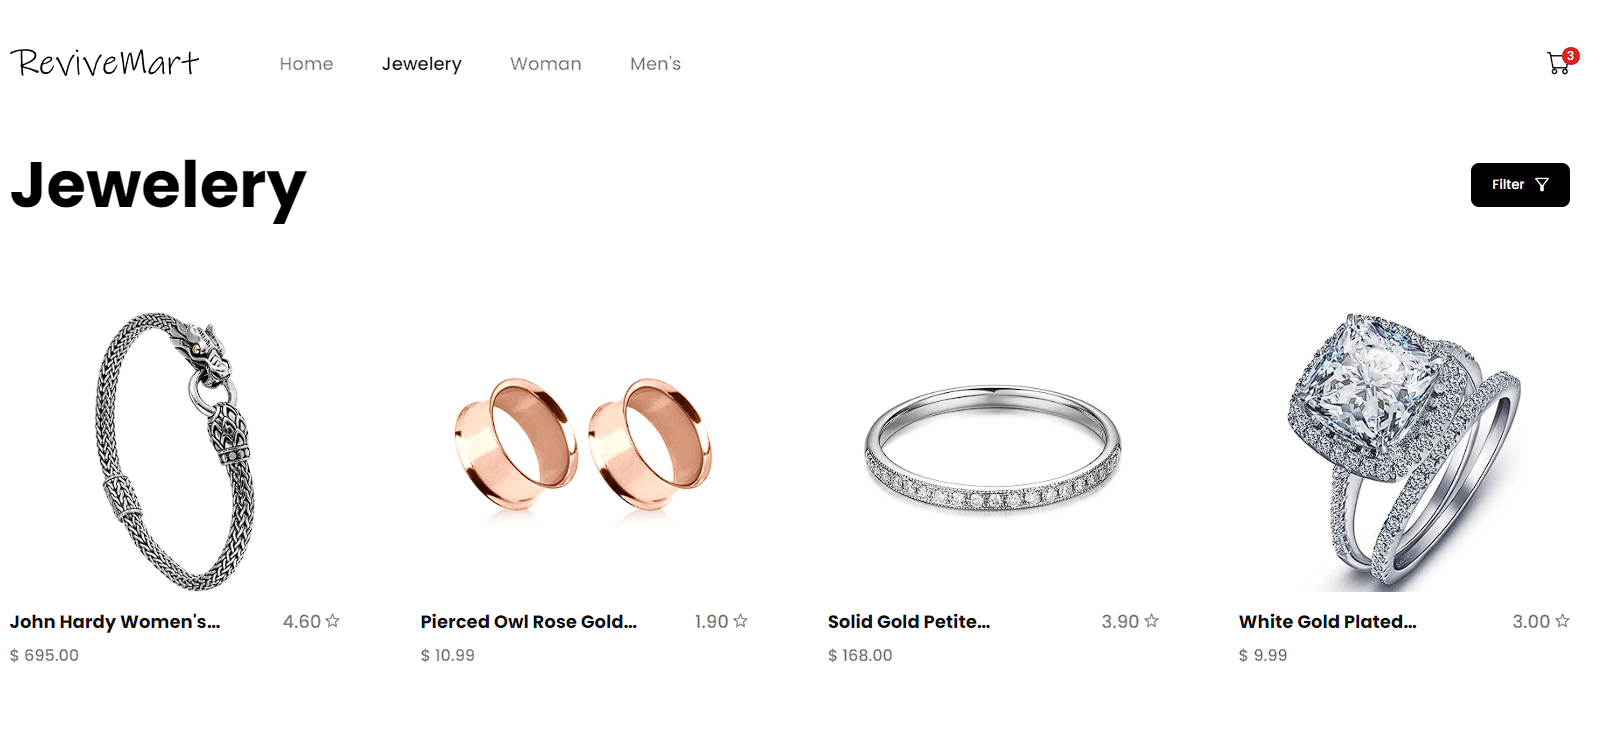 ReviveMart Home Jewelery Woman Men's 3
Jewelery Filter
John Hardy Women's... 4.60 Pierced Owl Rose Gold... 1.90 Solid Gold Petite... 3.90 White Gold Plated... 3.00
$ 695.00 $ 10.99 $ 168.00 $ 9.99